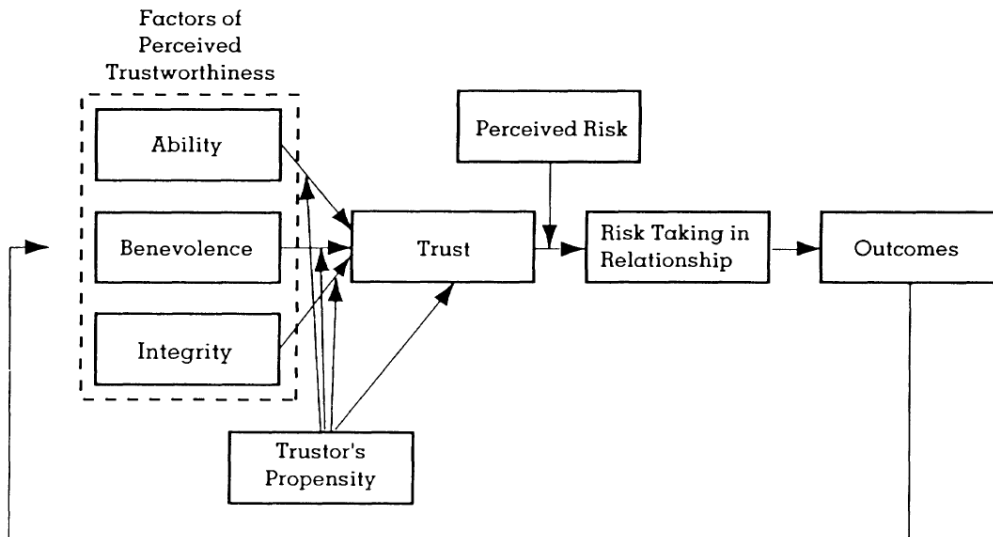 Factors of
Perceived
Trustworthiness
Ability
Benevolence
Integrity
Trustor's
Propensity
Trust
Perceived Risk
Risk Taking in
Relationship
Outcomes